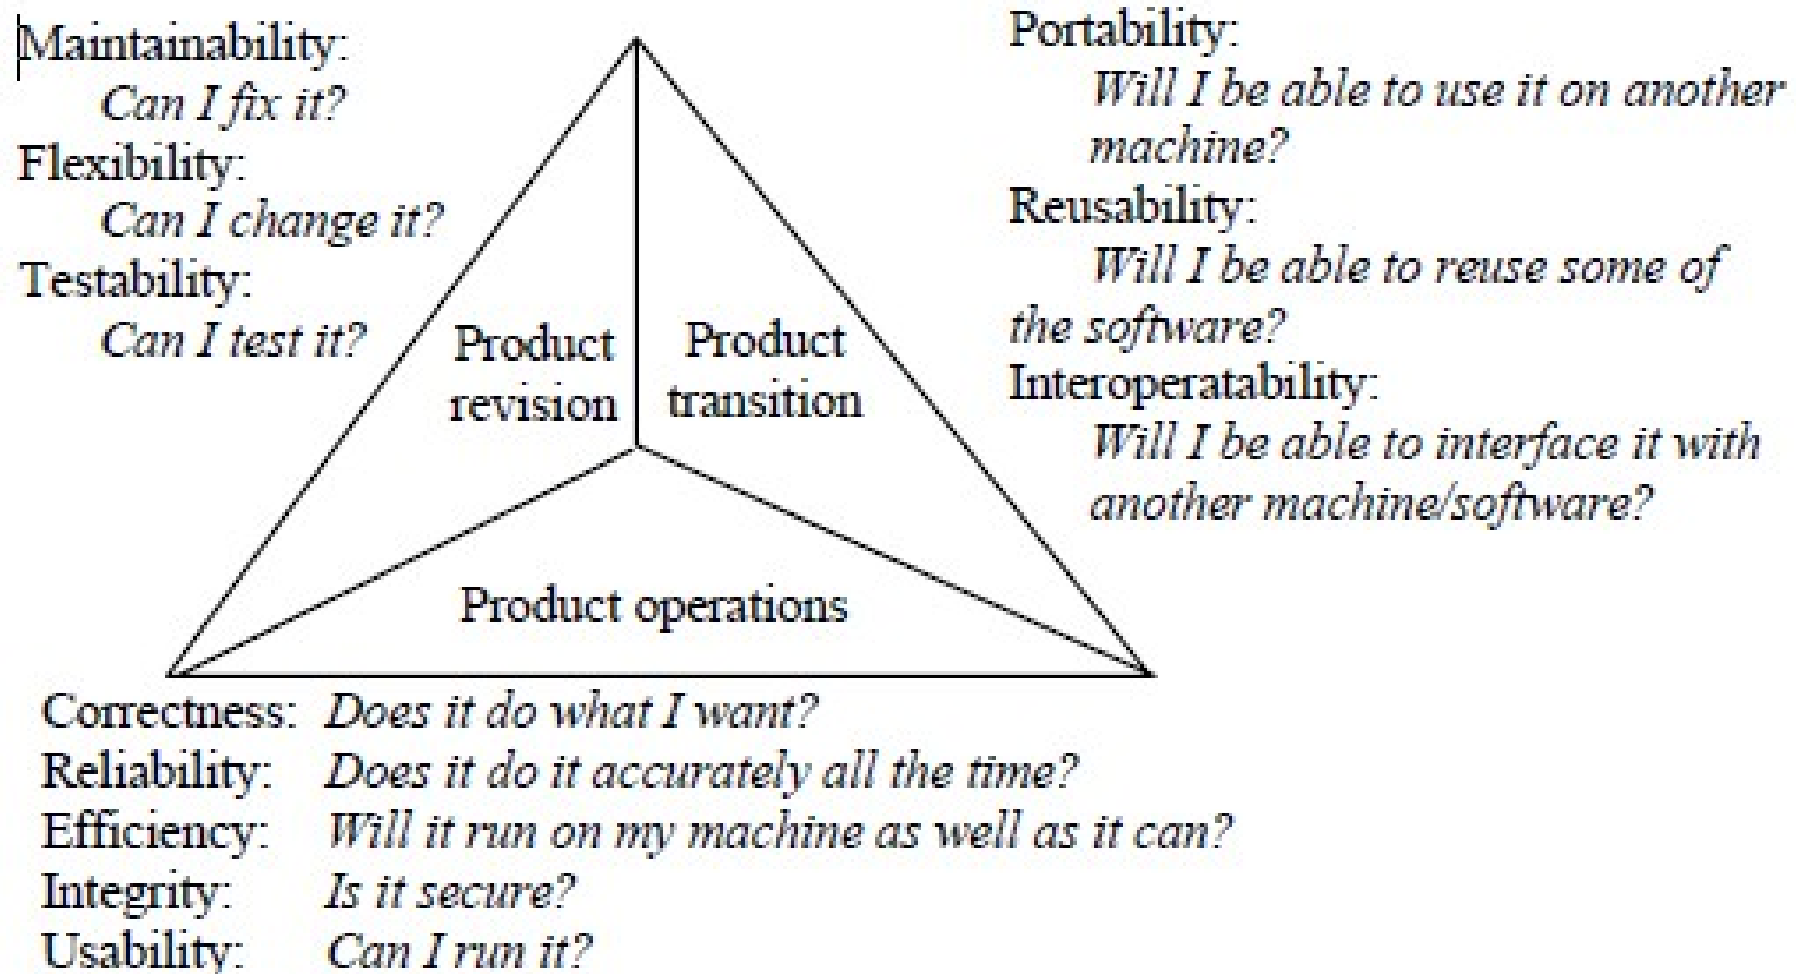 Maintainability:
Can I fix it?
Flexibility:
Can I change it?
Testability:
Can I test it?
Product
revision
Product
transition
Portability:
Will I be able to use it on another
machine?
Reusability:
Will I be able to reuse some of
the software?
Interoperatability:
Will I be able to interface it with
another machine/software?
Product operations
Correctness: Does it do what I want?
Reliability: Does it do it accurately all the time?
Efficiency: Will it run on my machine as well as it can?
Integrity: Is it secure?
Usability: Can I run it?